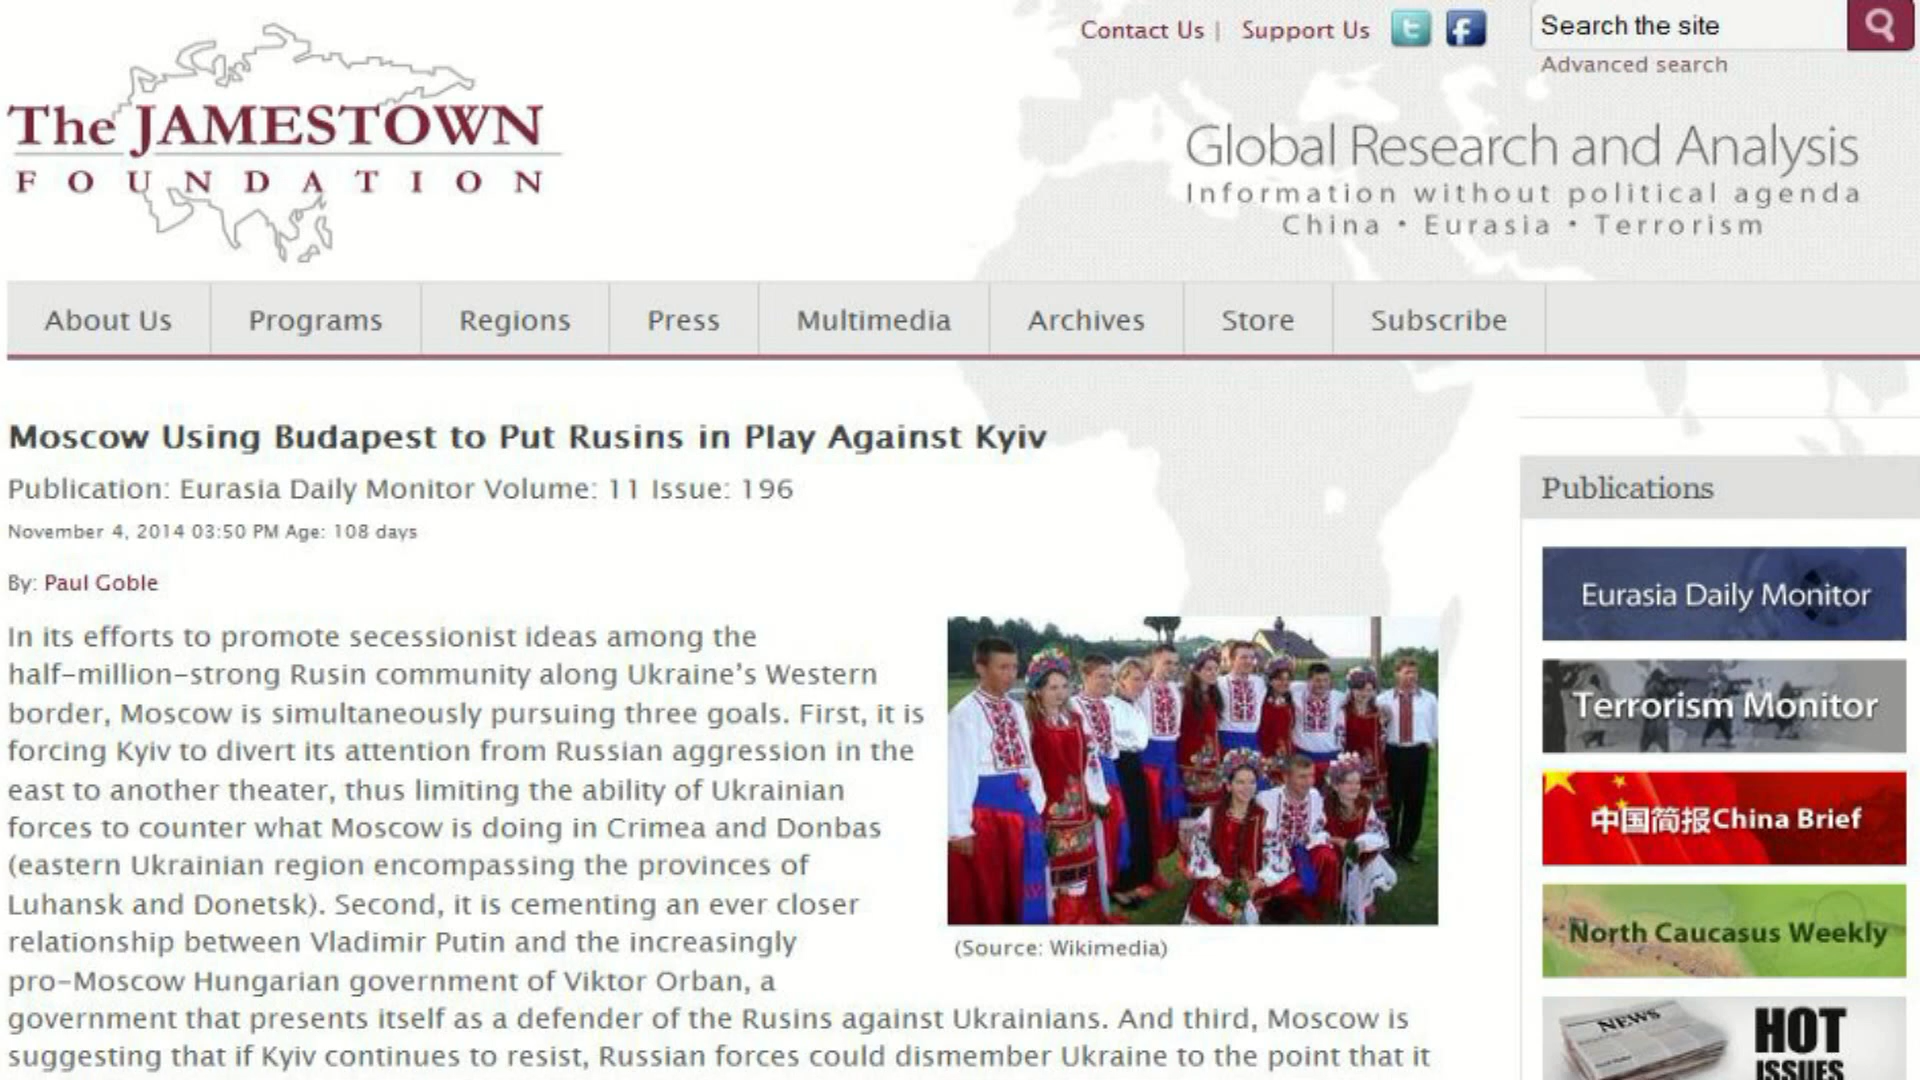 Contact Us | Support Us
Search the site
Advanced search
The JAMESTOWN
FOUNDATION
Global Research and Analysis
Information without political agenda
China • Eurasia • Terrorism
About Us
Programs
Regions
Press
Multimedia
Archives
Store
Subscribe
Moscow Using Budapest to Put Rusins in Play Against Kyiv
Publication: Eurasia Daily Monitor Volume: 11 Issue: 196
November 4, 2014 03:50 PM Age: 108 days
By: Paul Goble
In its efforts to promote secessionist ideas among the
half-million-strong Rusin community along Ukraine's Western
border, Moscow is simultaneously pursuing three goals. First, it is
forcing Kyiv to divert its attention from Russian aggression in the
east to another theater, thus limiting the ability of Ukrainian
forces to counter what Moscow is doing in Crimea and Donbas
(eastern Ukrainian region encompassing the provinces of
Luhansk and Donetsk). Second, it is cementing an ever closer
relationship between Vladimir Putin and the increasingly
pro-Moscow Hungarian government of Viktor Orban, a
government that presents itself as a defender of the Rusins against Ukrainians. And third, Moscow is
suggesting that if Kyiv continues to resist, Russian forces could dismember Ukraine to the point that it
(Source: Wikimedia)
Publications
Eurasia Daily Monitor
Terrorism Monitor
中国简报China Brief
North Caucasus Weekly
NEWS
HOT
ISSUES